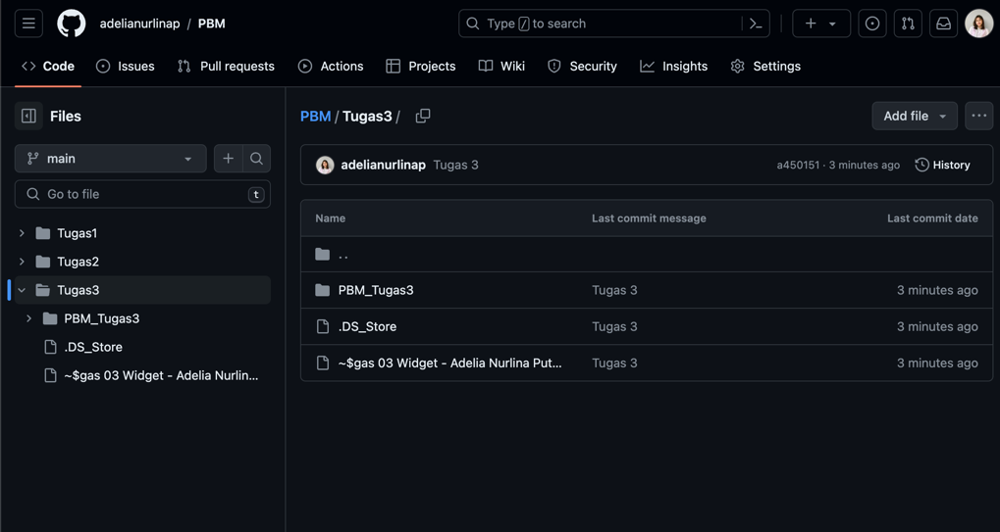 adelianurlinap / PBM
Type / to search
Code
Issues
Pull requests
Actions
Projects
Wiki
Security
Insights
Settings
Files
main
Go to file
t
Tugas1
Tugas2
Tugas3
PBM_Tugas3
.DS_Store
~$gas 03 Widget - Adelia Nurlin...
PBM / Tugas3 /
Add file
adelianurlinap Tugas 3 a450151 · 3 minutes ago History
Name Last commit message Last commit date
..
PBM_Tugas3 Tugas 3 3 minutes ago
.DS_Store Tugas 3 3 minutes ago
~$gas 03 Widget - Adelia Nurlina Put... Tugas 3 3 minutes ago